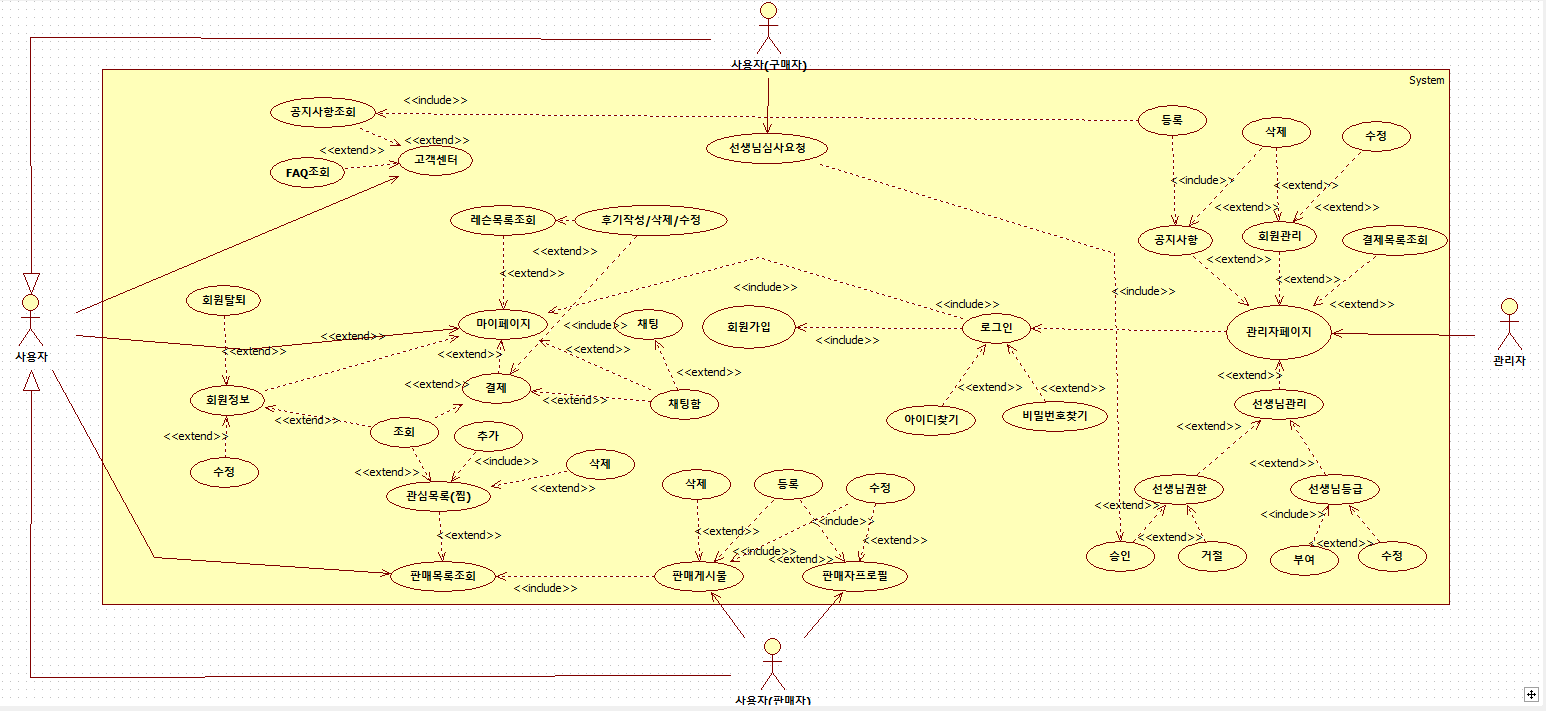 사용자(구매자)
System
<<include>>
공지사항조회
등록
삭제
수정
<<extend>>
<<extend>>
선생님심사요청
고객센터
FAQ조회
<<include>>
<<extend>>
레슨목록조회
후기작성/삭제/수정
<<extend>>
<<extend>>
공지사항
회원관리
결제목록조회
<<extend>>
<<extend>>
<<extend>>
<<extend>>
<<include>>
<<include>>
회원탈퇴
<<include>>
<<extend>>
마이페이지
<<include>>
채팅
회원가입
로그인
관리자페이지
<<extend>>
<<include>>
사용자
<<extend>>
<<extend>>
<<extend>>
관리자
<<extend>>
<<extend>>
<<extend>>
결제
<<extend>>
<<extend>>
회원정보
<<extend>>
채팅함
선생님관리
<<extend>>
아이디찾기
비밀번호찾기
<<extend>>
<<extend>>
조회
추가
<<include>>
<<extend>>
삭제
<<extend>>
수정
<<extend>>
관심목록(찜)
삭제
등록
수정
선생님권한
선생님등급
<<extend>>
<<include>>
<<include>>
<<extend>>
<<extend>>
<<extend>>
<<extend>>
<<extend>>
<<include>>
<<extend>>
승인
거절
부여
수정
판매목록조회
판매게시물
판매자프로필
<<include>>
사용자(판매자)